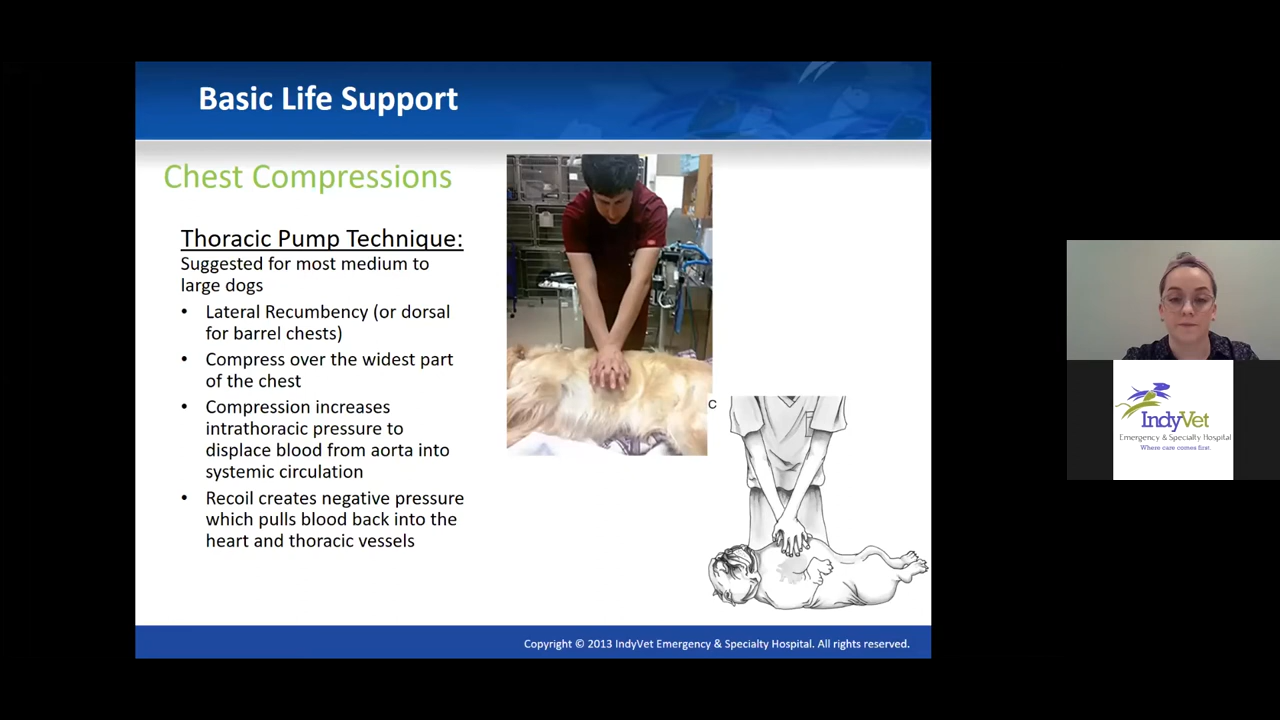 Basic Life Support
Chest Compressions
Thoracic Pump Technique:
Suggested for most medium to
large dogs
• Lateral Recumbency (or dorsal
for barrel chests)
• Compress over the widest part
of the chest
• Compression increases
intrathoracic pressure to
displace blood from aorta into
systemic circulation
• Recoil creates negative pressure
which pulls blood back into the
heart and thoracic vessels
C
Copyright © 2013 IndyVet Emergency & Specialty Hospital. All rights reserved.
IndyVet
Emergency & Specialty Hospital
Where care comes first.